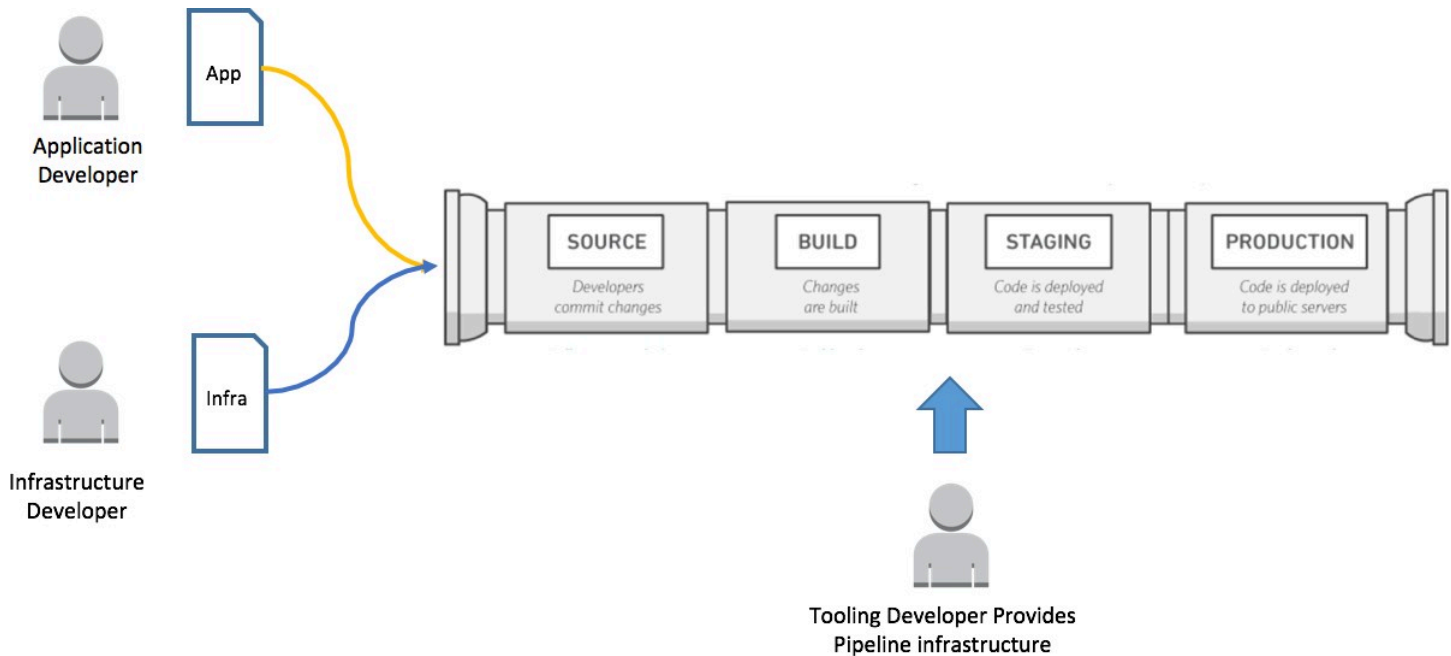 App
Application
Developer
SOURCE
Developers
commit changes
BUILD
Changes
are built
STAGING
Code is deployed
and tested
PRODUCTION
Code is deployed
to public servers
Infra
Infrastructure
Developer
Tooling Developer Provides
Pipeline infrastructure